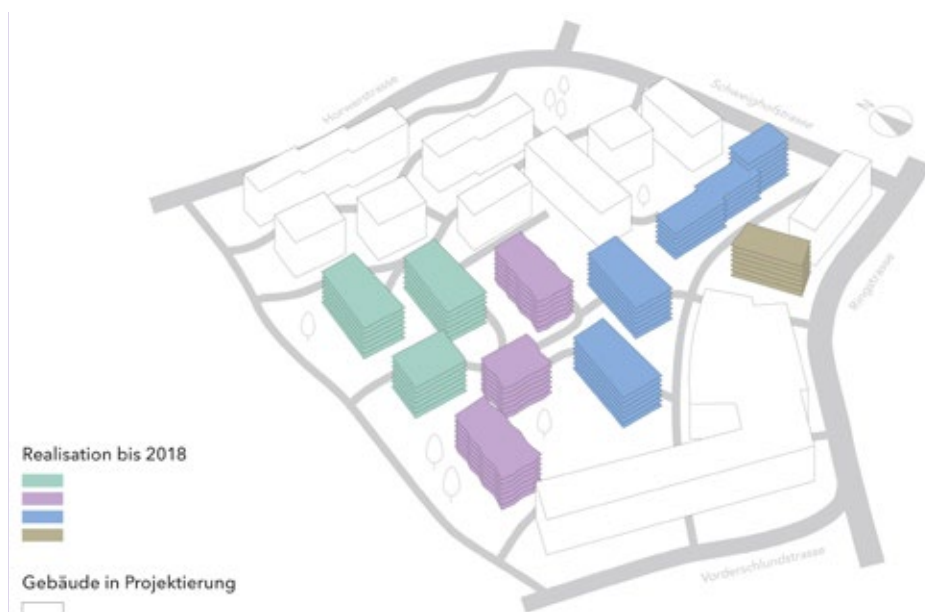 Horwerstrasse
Schweighofstrasse
N
Ringstrasse
Realisation bis 2018
Vorderschlundstrasse
Gebäude in Projektierung